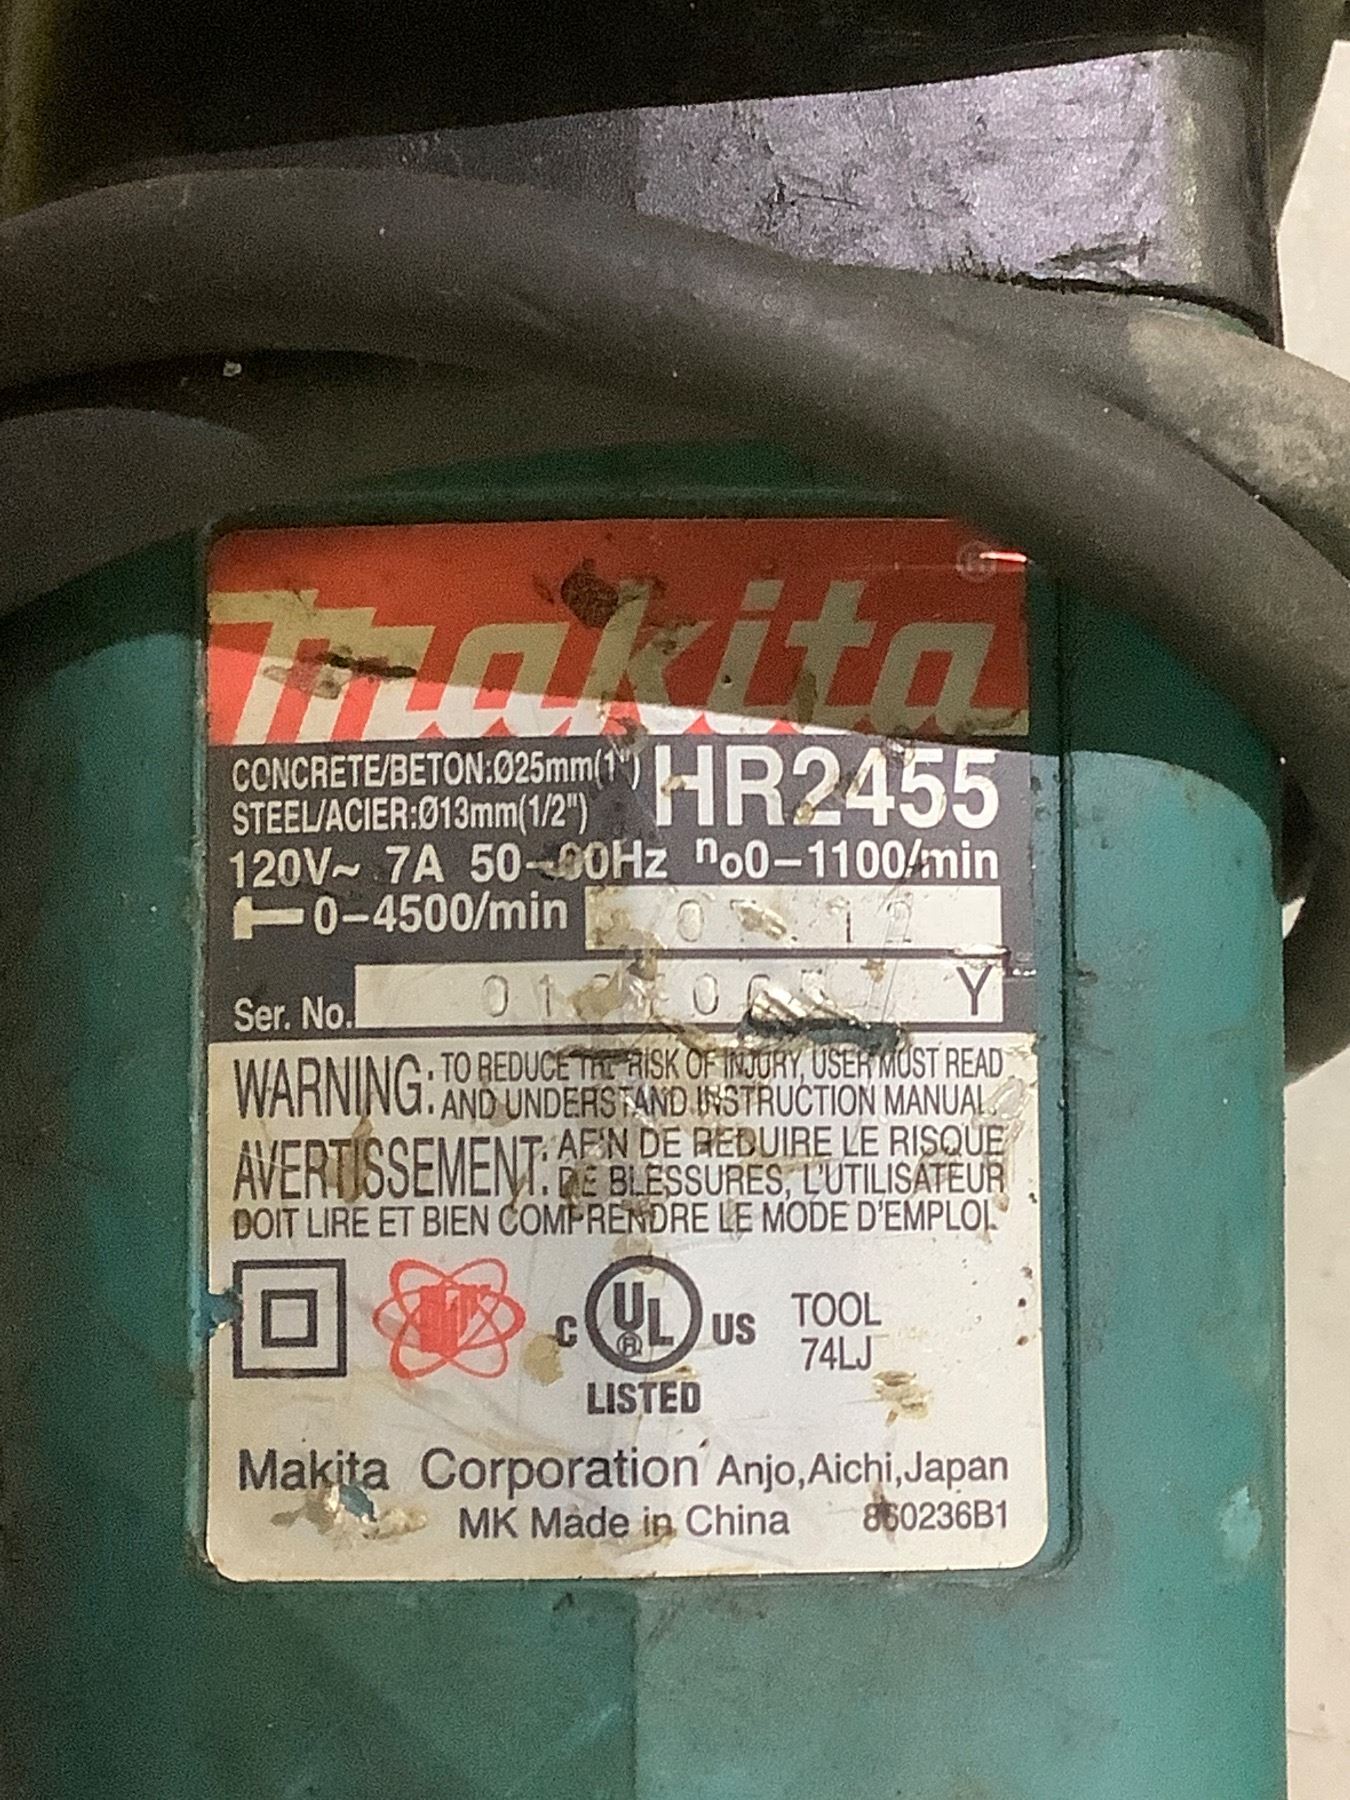 Makita®
CONCRETE/BETON:Ø25mm(1")
STEEL/ACIER:Ø13mm(1/2")
HR2455
120V~ 7A 50-60Hz no0-1100/min
0-4500/min
Ser. No. Y
WARNING: TO REDUCE THE RISK OF INJURY, USER MUST READ
AND UNDERSTAND INSTRUCTION MANUAL.
AVERTISSEMENT: AFIN DE REDUIRE LE RISQUE
DE BLESSURES, L'UTILISATEUR
DOIT LIRE ET BIEN COMPRENDRE LE MODE D'EMPLOI.
C UL® US
LISTED
TOOL
74LJ
Makita Corporation Anjo,Aichi,Japan
MK Made in China 860236B1